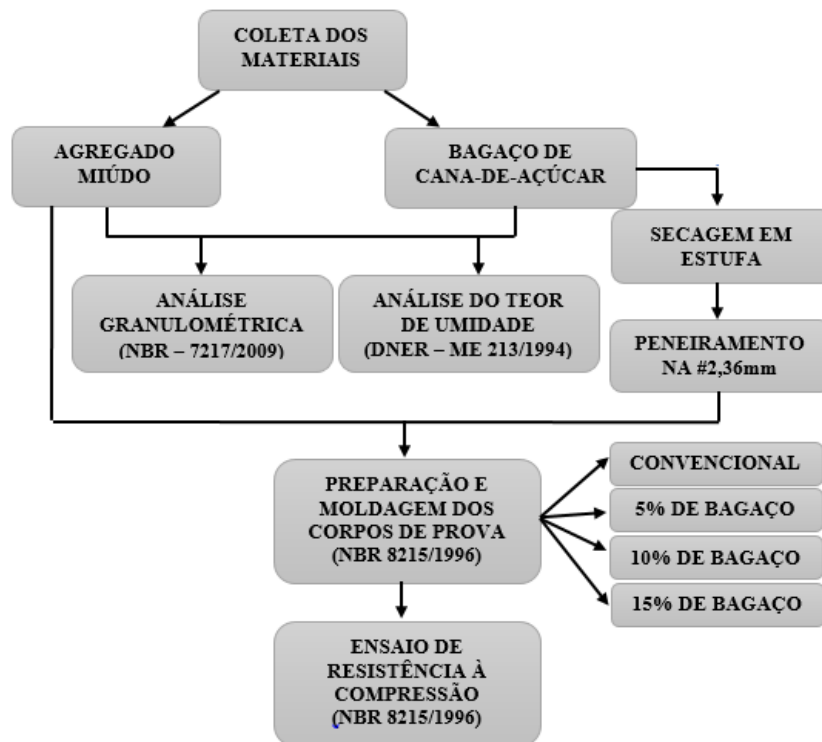 COLETA DOS
MATERIAIS
AGREGADO
MIÚDO
BAGAÇO DE
CANA-DE-AÇÚCAR
SECAGEM EM
ESTUFA
ANÁLISE
GRANULOMÉTRICA
(NBR – 7217/2009)
ANÁLISE DO TEOR
DE UMIDADE
(DNER – ME 213/1994)
PENEIRAMENTO
NA #2,36mm
PREPARAÇÃO E
MOLDAGEM DOS
CORPOS DE PROVA
(NBR 8215/1996)
CONVENCIONAL
5% DE BAGAÇO
10% DE BAGAÇO
15% DE BAGAÇO
ENSAIO DE
RESISTÊNCIA À
COMPRESSÃO
(NBR 8215/1996)